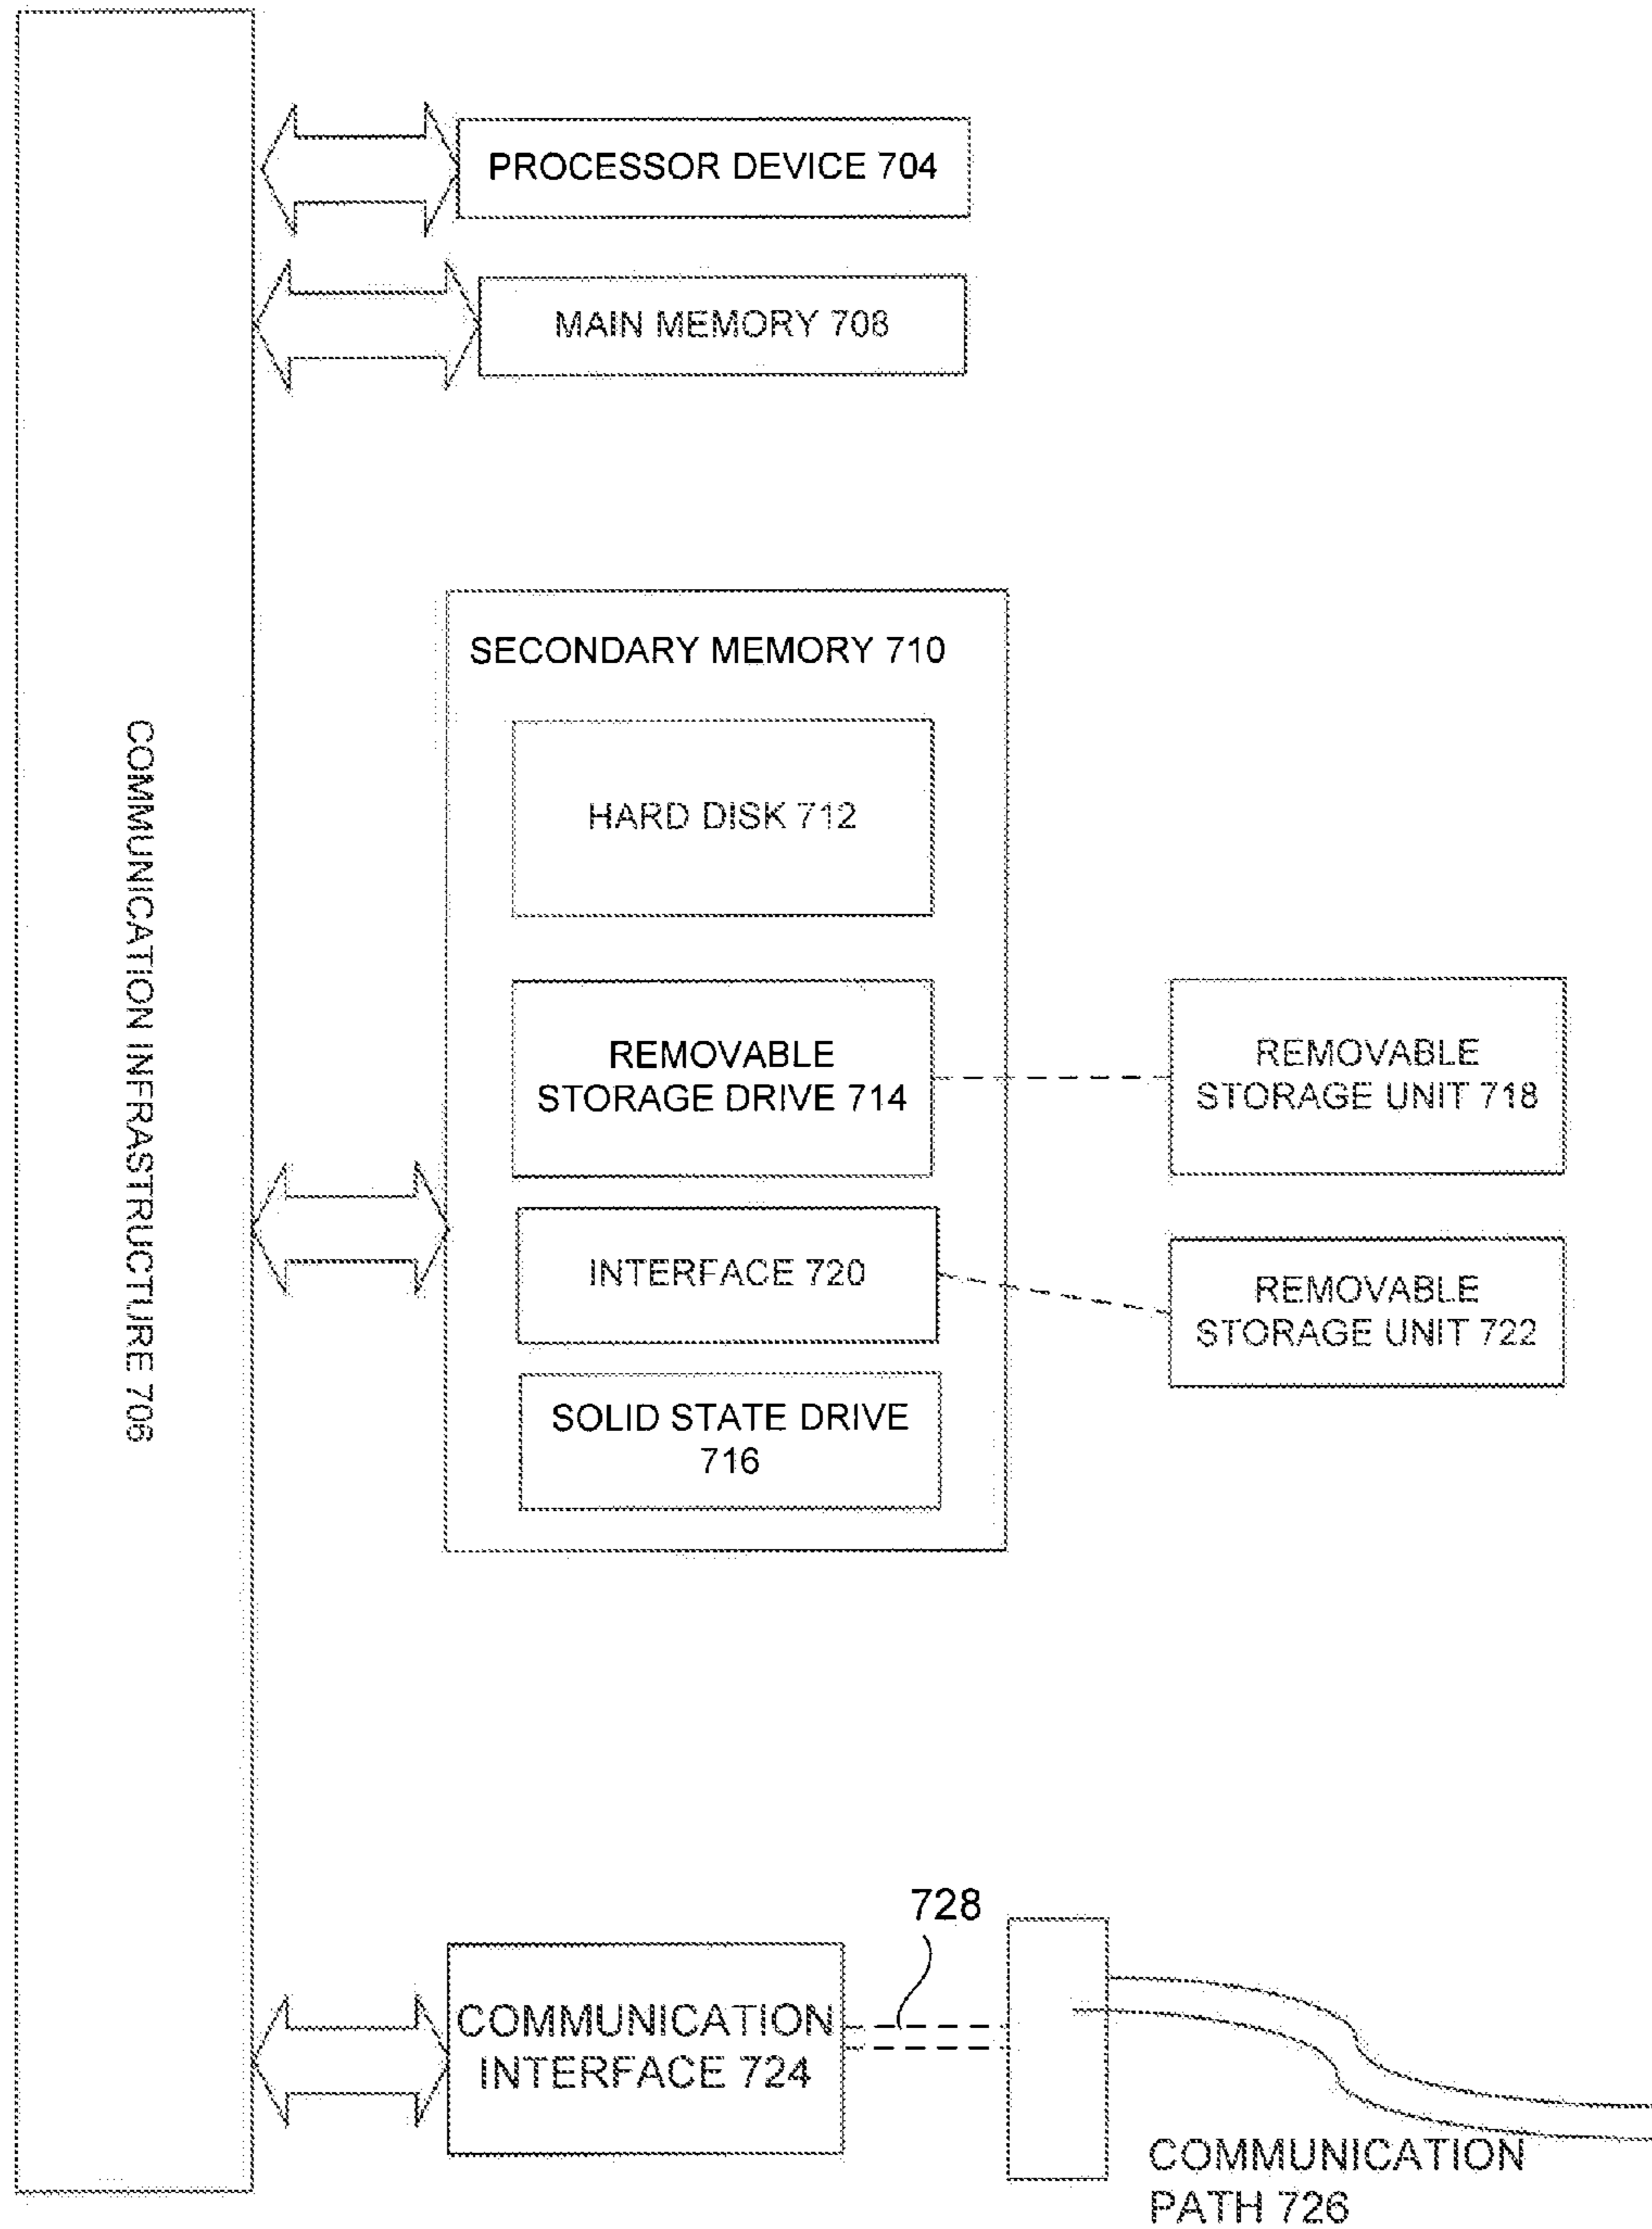 PROCESSOR DEVICE 704
MAIN MEMORY 708
COMMUNICATION INFRASTRUCTURE 706
SECONDARY MEMORY 710
HARD DISK 712
REMOVABLE
STORAGE DRIVE 714
REMOVABLE
STORAGE UNIT 718
INTERFACE 720
REMOVABLE
STORAGE UNIT 722
SOLID STATE DRIVE
716
728
COMMUNICATION
INTERFACE 724
COMMUNICATION
PATH 726